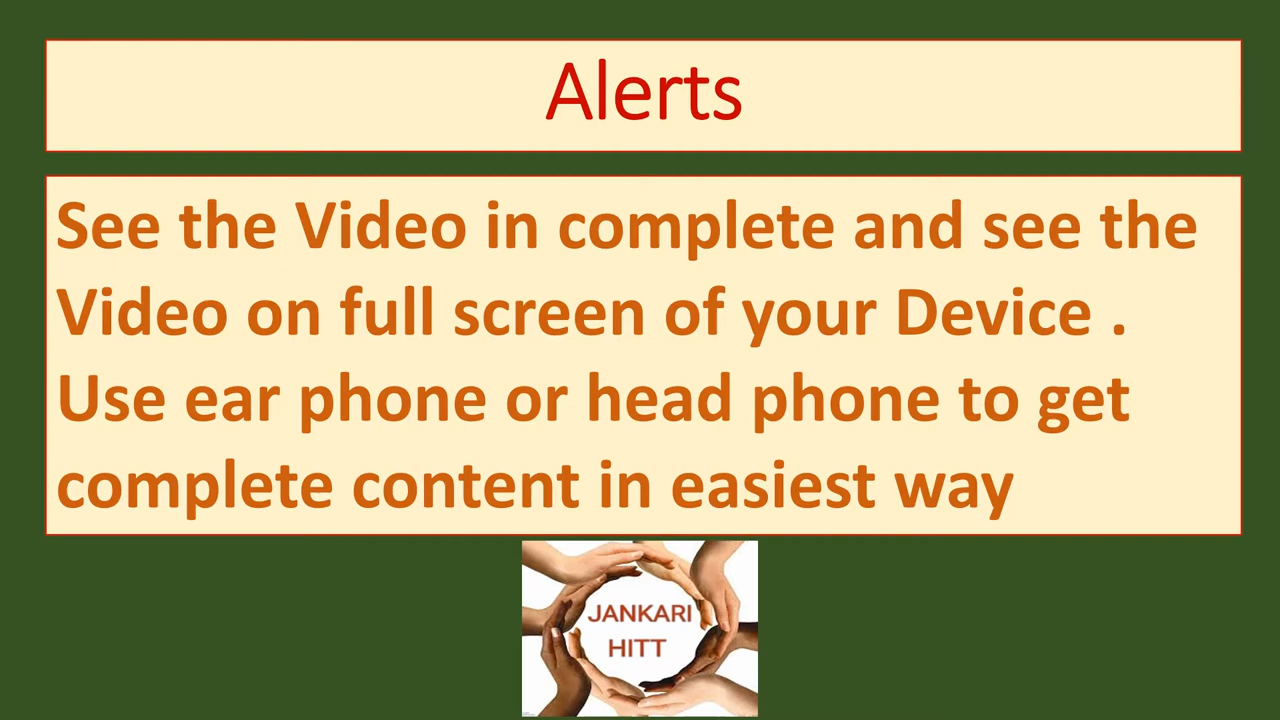 Alerts
See the Video in complete and see the
Video on full screen of your Device .
Use ear phone or head phone to get
complete content in easiest way
JANKARI
HITT